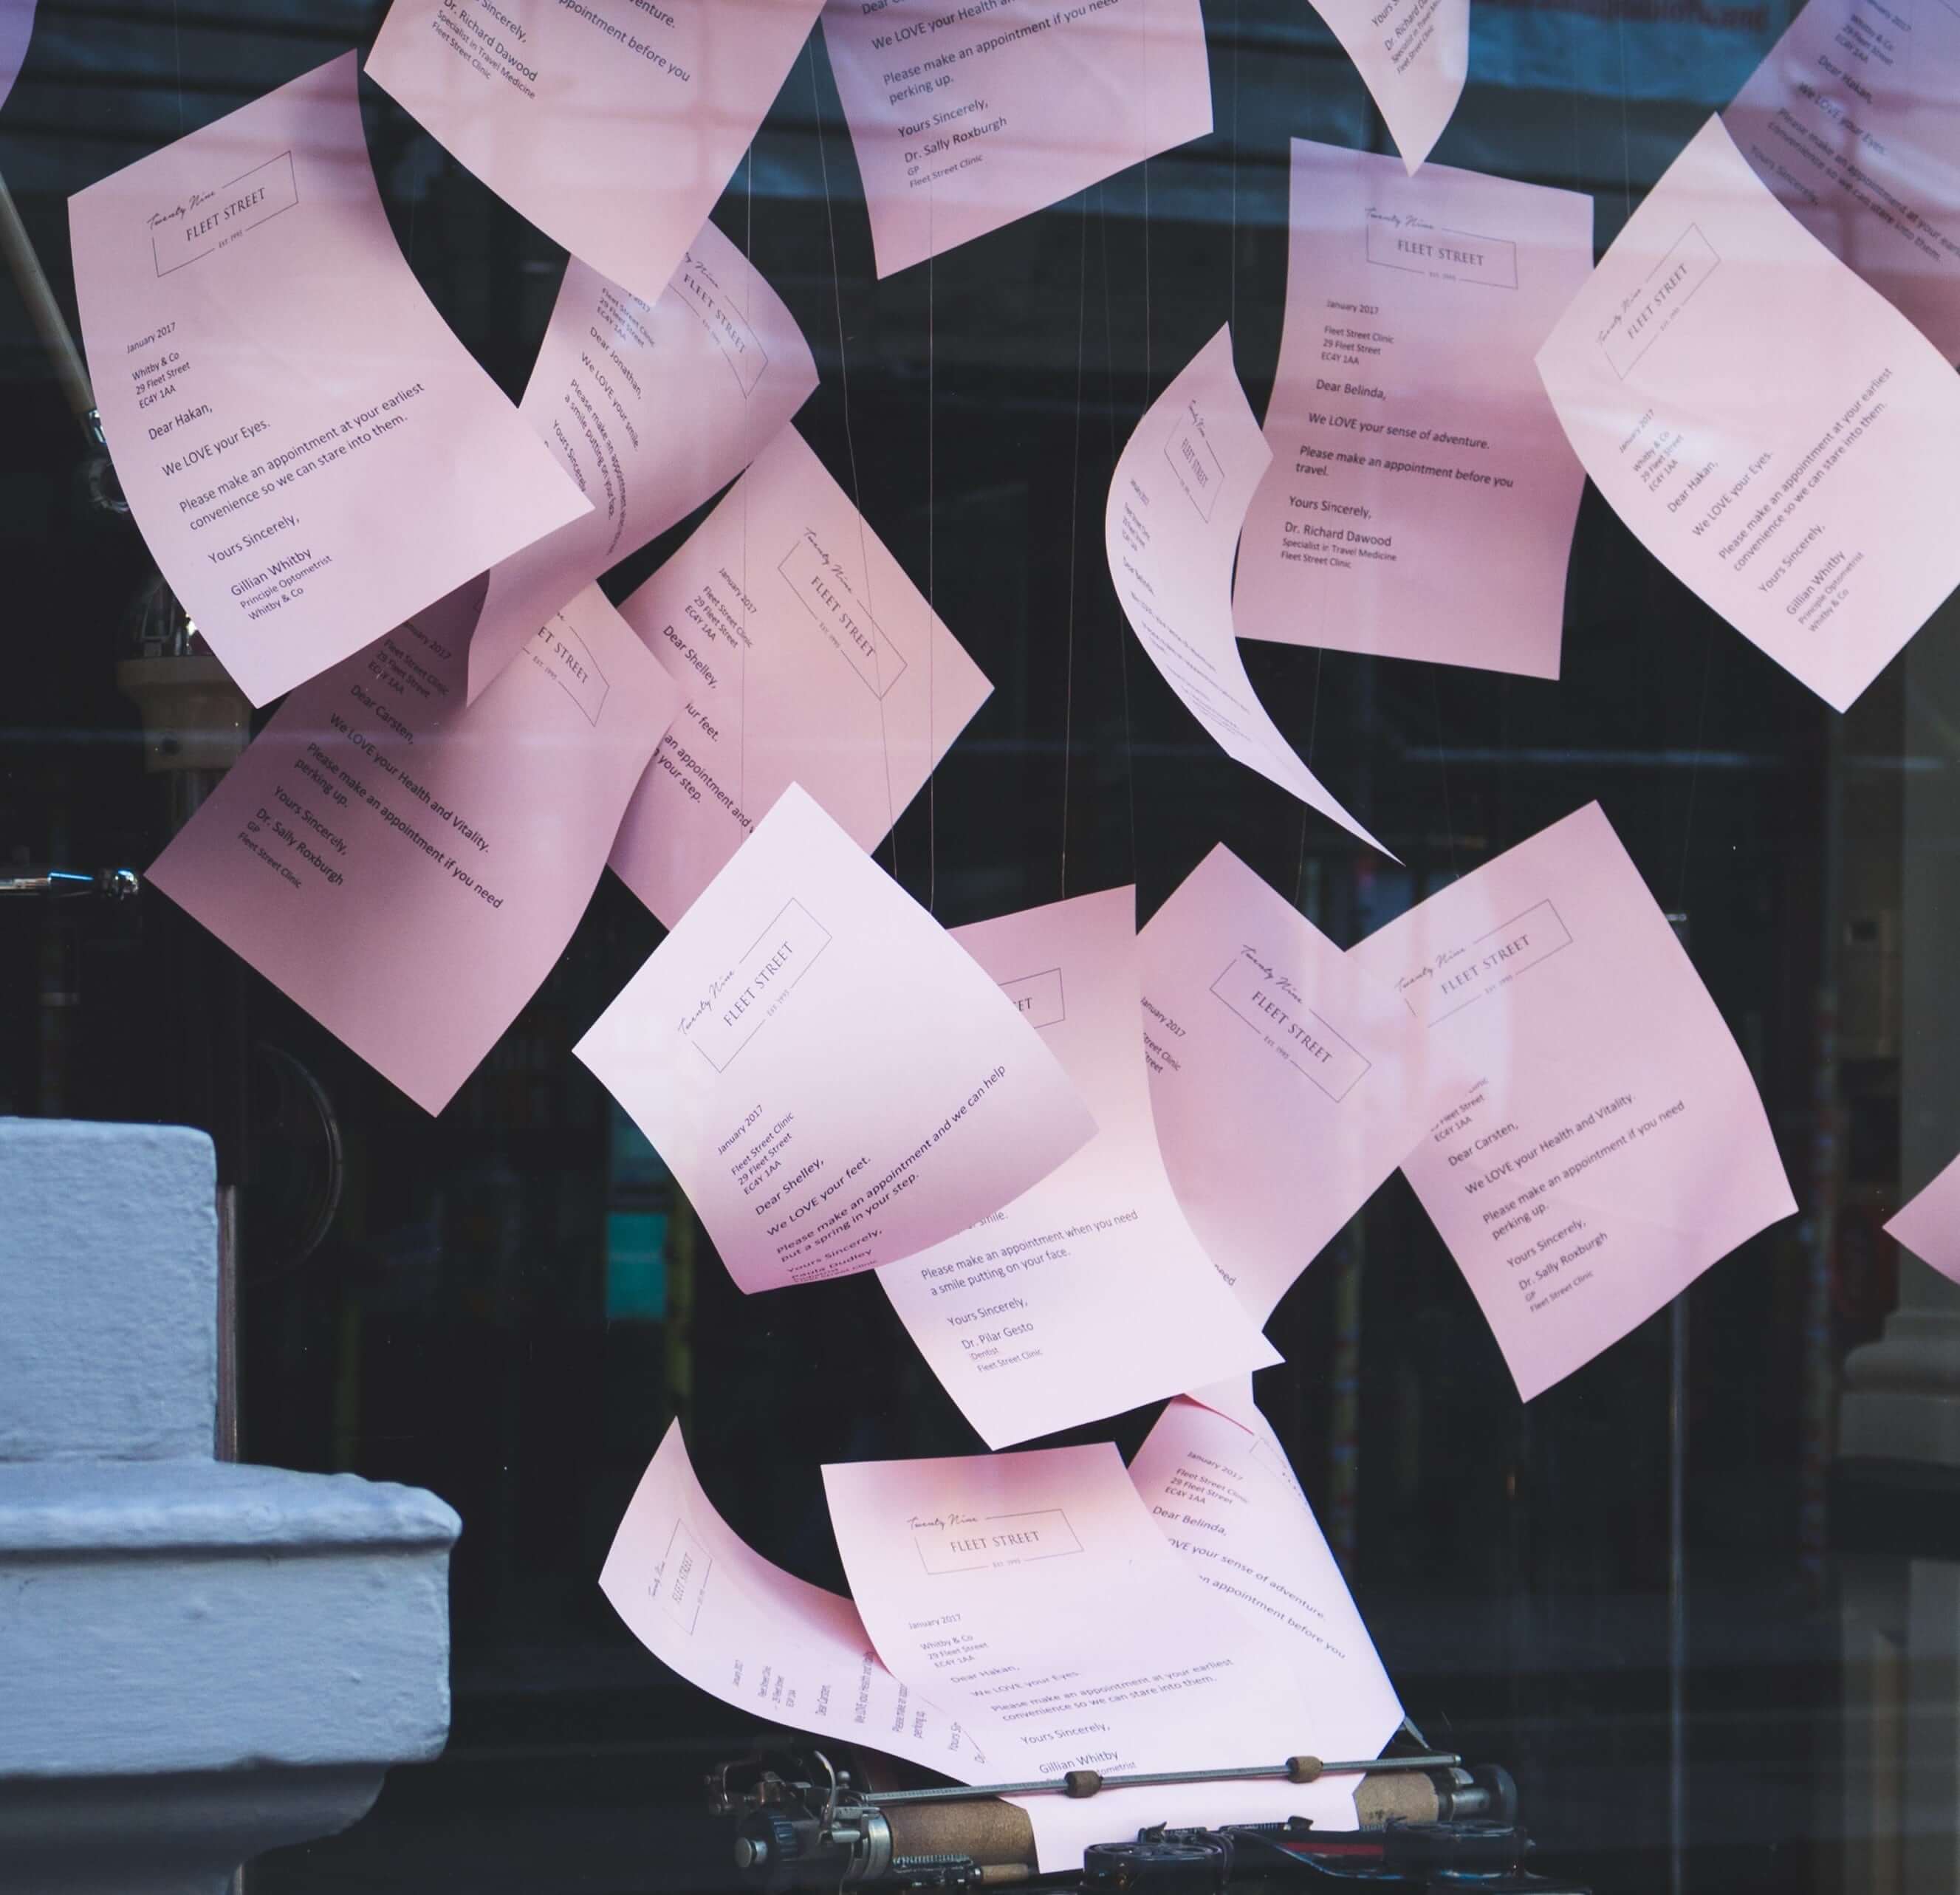 Sincerely,
Dr. Richard Dawood
Specialist in Travel Medicine
Fleet Street Clinic
venture.
ppointment before you
Dear
We LOVE your Health an
Please make an appointment if you need
perking up.
Yours Sincerely,
Dr. Sally Roxburgh
GP
Fleet Street Clinic
Yours
Dr. Richard
Specialist in Travel
Fleet Street Clinic
2017
Whitby & Co
29 Fleet Street
EC4Y 1AA
Dear Hakan,
We LOVE your Eyes.
Please make an appointment at your earliest
convenience so we can stare into them.
Yours Sincerely,
Twenty Nine
FLEET STREET
EST. 1995
January 2017
Whitby & Co
29 Fleet Street
EC4Y 1AA
Dear Hakan,
We LOVE your Eyes.
Please make an appointment at your earliest
convenience so we can stare into them.
Yours Sincerely,
Gillian Whitby
Principle Optometrist
Whitby & Co
FLEET STREET
2017
Fleet Street Clinic
29 Fleet Street
EC4Y 1AA
Dear Jonathan,
We LOVE your smile.
Please make an appointment when you need
a smile putting on your face.
Yours Sincerely,
Twenty Nine
FLEET STREET
EST. 1995
January 2017
Fleet Street Clinic
29 Fleet Street
EC4Y 1AA
Dear Belinda,
We LOVE your sense of adventure.
Please make an appointment before you
travel.
Yours Sincerely,
Dr. Richard Dawood
Specialist in Travel Medicine
Fleet Street Clinic
Twenty Nine
FLEET STREET
EST. 1995
January 2017
Whitby & Co
29 Fleet Street
EC4Y 1AA
Dear Hakan,
We LOVE your Eyes.
Please make an appointment at your earliest
convenience so we can stare into them.
Yours Sincerely,
Gillian Whitby
Principle Optometrist
Whitby & Co
Twenty Nine
FLEET STREET
Twenty Nine
FLEET STREET
EST. 1995
January 2017
Fleet Street Clinic
29 Fleet Street
EC4Y 1AA
Dear Shelley,
ur feet.
an appointment and
your step.
ET STREET
EST. 1995
January 2017
Fleet Street Clinic
29 Fleet Street
EC4Y 1AA
Dear Carsten,
We LOVE your Health and Vitality.
Please make an appointment if you need
perking up.
Yours Sincerely,
Dr. Sally Roxburgh
GP
Fleet Street Clinic
Twenty Nine
FLEET STREET
EST. 1995
January 2017
Fleet Street Clinic
29 Fleet Street
EC4Y 1AA
Dear Shelley,
We LOVE your feet.
Please make an appointment and we can help
put a spring in your step.
Yours Sincerely,
Paula Dudley
ET
smile.
Please make an appointment when you need
a smile putting on your face.
Yours Sincerely,
Dr. Pilar Gesto
Dentist
Fleet Street Clinic
Twenty Nine
FLEET STREET
EST. 1995
January 2017
treet Clinic
treet
eed
Twenty Nine
FLEET STREET
EST. 1995
Fleet Street
EC4Y 1AA
Dear Carsten,
We LOVE your Health and Vitality.
Please make an appointment if you need
perking up.
Yours Sincerely,
Dr. Sally Roxburgh
GP
Fleet Street Clinic
Twenty Nine
FLEET STREET
January 2017
Fleet Street Clinic
29 Fleet Street
EC4Y 1AA
Dear Carsten,
We LOVE your Health and
Please make an
perking up.
Yours Sin
Twenty Nine
FLEET STREET
EST. 1995
January 2017
Whitby & Co
29 Fleet Street
EC4Y 1AA
Dear Hakan,
We LOVE your Eyes.
Please make an appointment at your earliest
convenience so we can stare into them.
Yours Sincerely,
Gillian Whitby
tometrist
January 2017
Fleet Street Clinic
29 Fleet Street
EC4Y 1AA
Dear Belinda,
OVE your sense of adventure.
n appointment before you